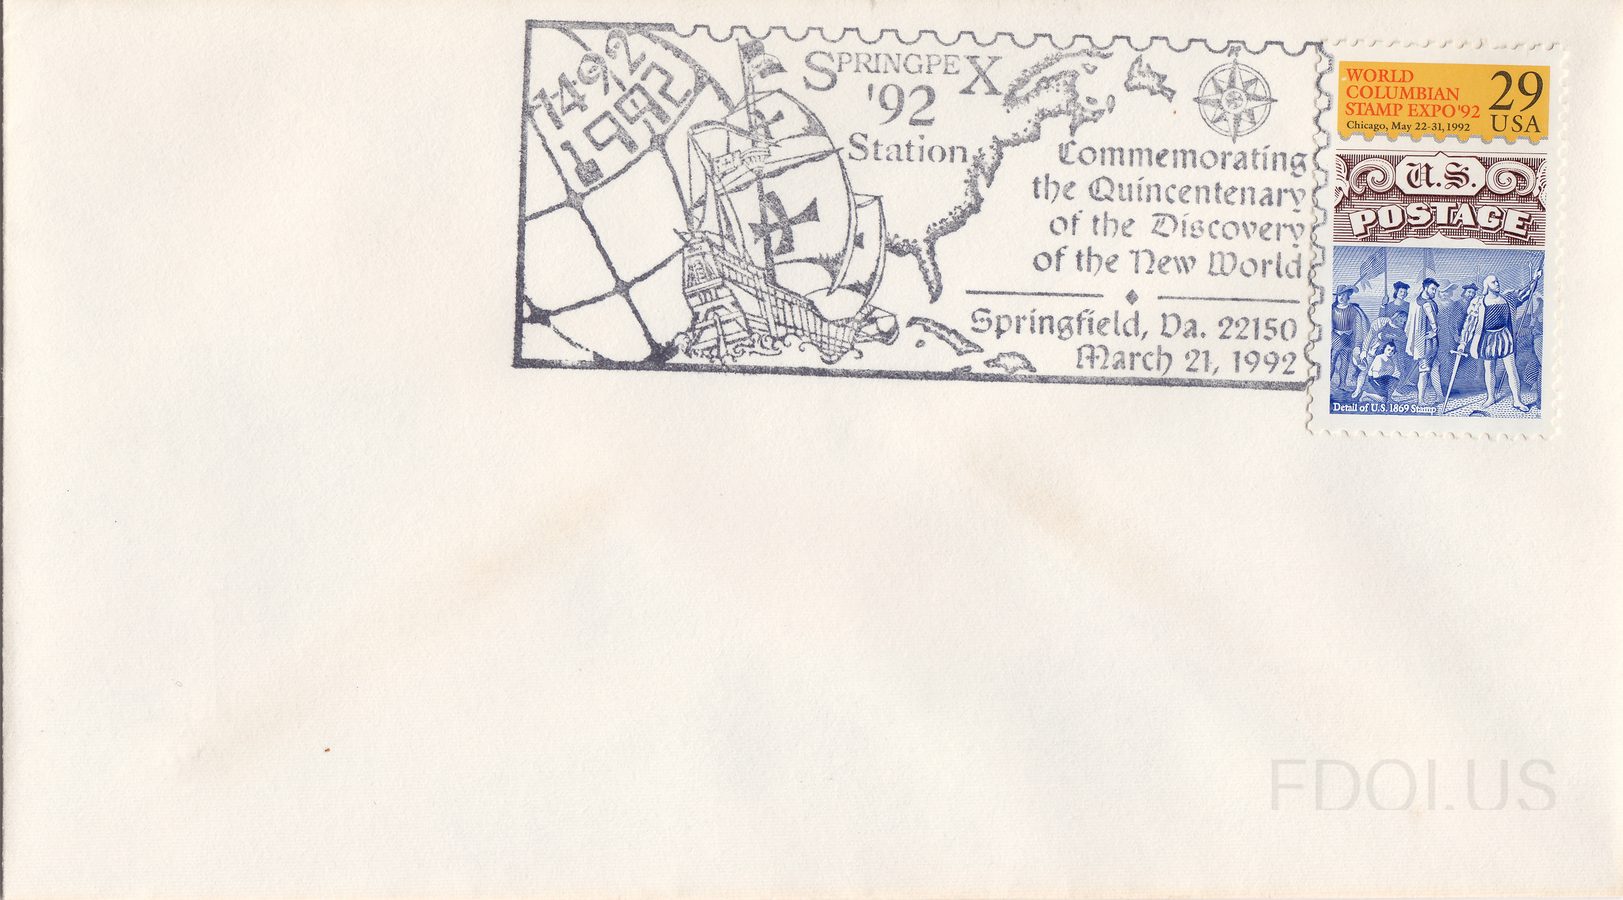 1492
1992
SPRINGPEX
'92
Station
Commemorating
the Quincentenary
of the Discovery
of the New World
Springfield, Va. 22150
March 21, 1992
WORLD
COLUMBIAN
STAMP EXPO '92
Chicago, May 22-31, 1992
29
USA
U.S.
POSTAGE
Detail of U.S. 1869 Stamp
FDOI.US